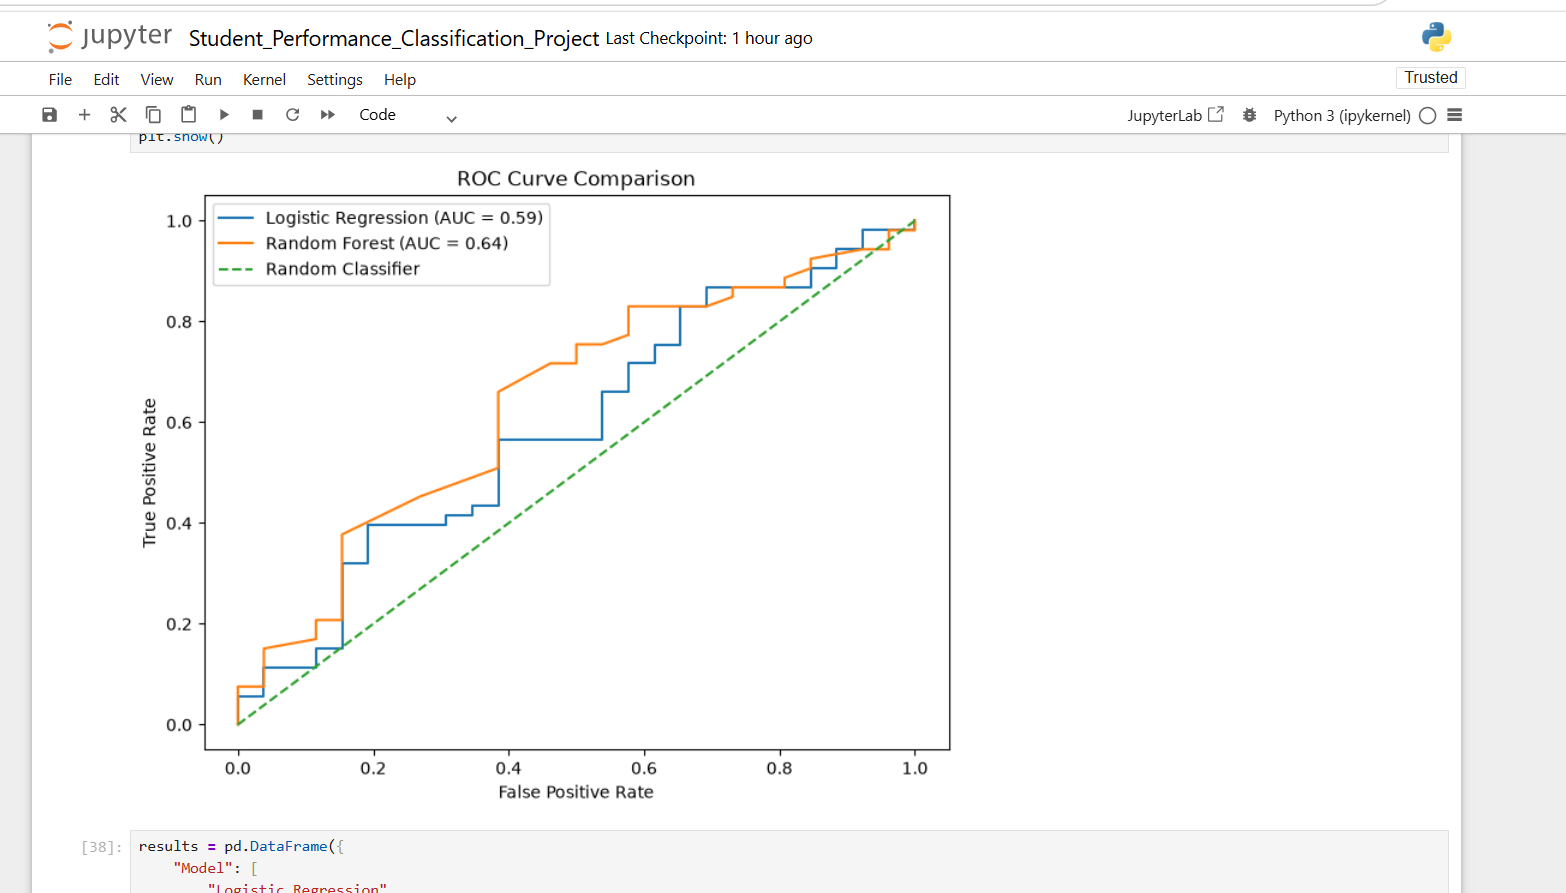 jupyter Student_Performance_Classification_Project Last Checkpoint: 1 hour ago
File Edit View Run Kernel Settings Help
Trusted
Code
JupyterLab Python 3 (ipykernel)
plt.show()
ROC Curve Comparison
Logistic Regression (AUC = 0.59)
Random Forest (AUC = 0.64)
Random Classifier
1.0
0.8
0.6
0.4
0.2
0.0
True Positive Rate
0.0 0.2 0.4 0.6 0.8 1.0
False Positive Rate
[38]: results = pd.DataFrame({
"Model": [
"Logistic Regression"